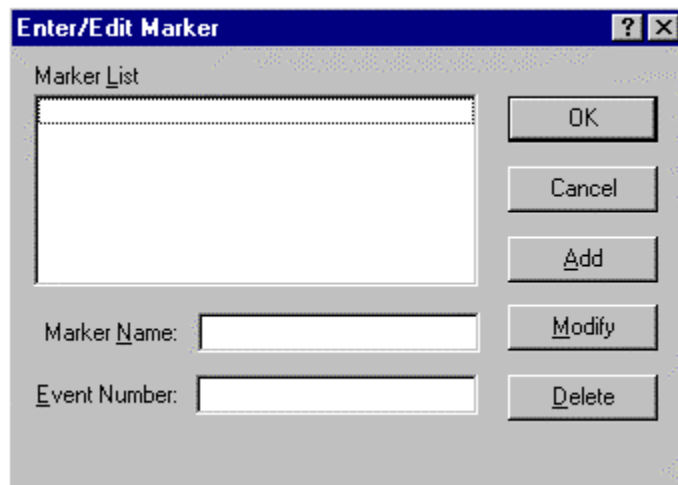 Enter/Edit Marker
Marker List
OK
Cancel
Add
Marker Name:
Modify
Event Number:
Delete